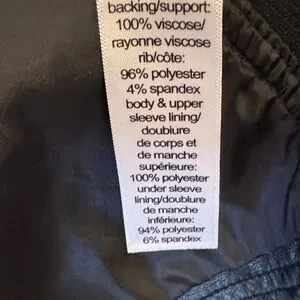 backing/support:
100% viscose/
rayonne viscose
rib/côte:
96% polyester
4% spandex
body & upper
sleeve lining/
doublure
de corps et
de manche
supérieure:
100% polyester
under sleeve
lining/doublure
de manche
inférieure:
94% polyester
6% spandex